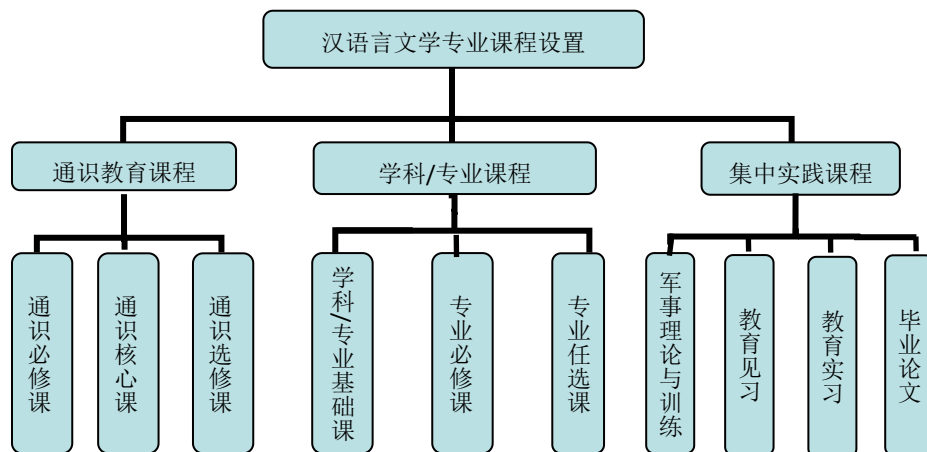 汉语言文学专业课程设置
通识教育课程
学科/专业课程
集中实践课程
通识必修课
通识核心课
通识选修课
学科/专业基础课
专业必修课
专业任选课
军事理论与训练
教育见习
教育实习
毕业论文